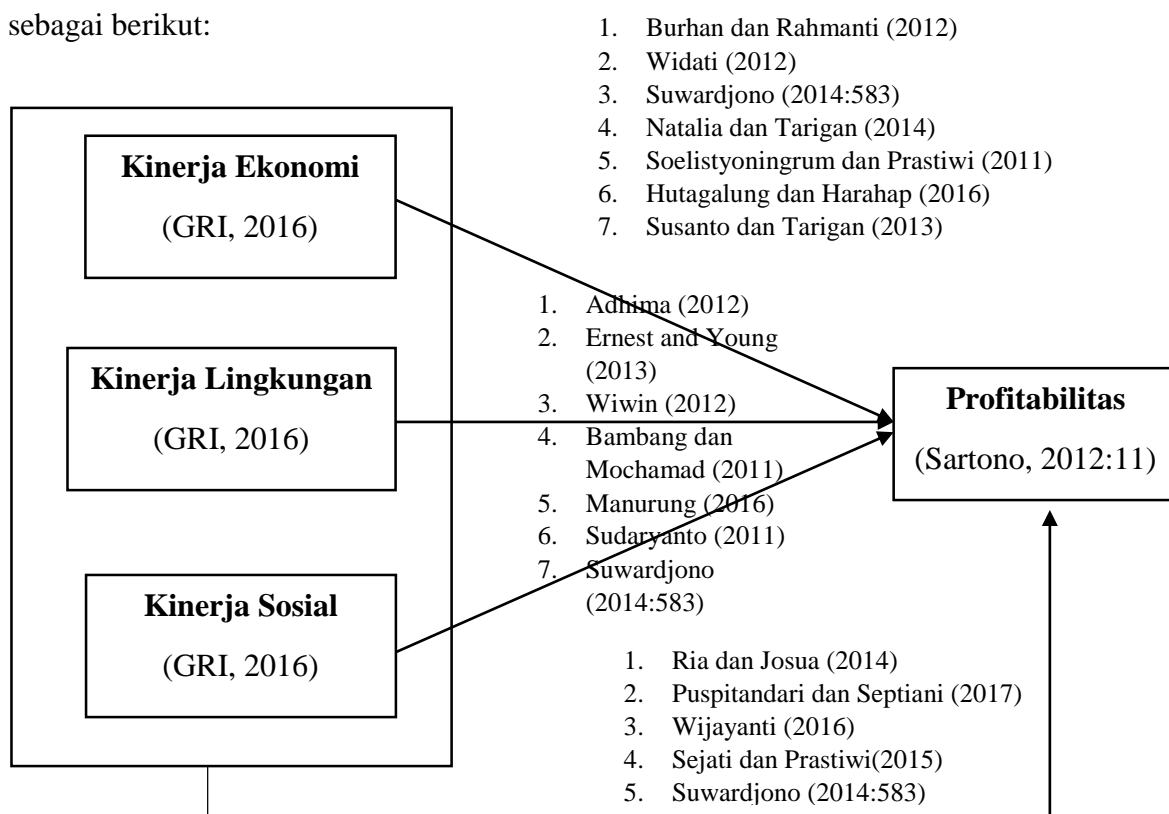 sebagai berikut:
1. Burhan dan Rahmanti (2012)
2. Widati (2012)
3. Suwardjono (2014:583)
4. Natalia dan Tarigan (2014)
5. Soelistyoningrum dan Prastiwi (2011)
6. Hutagalung dan Harahap (2016)
7. Susanto dan Tarigan (2013)
Kinerja Ekonomi
(GRI, 2016)
1. Adhima (2012)
2. Ernest and Young
(2013)
3. Wiwin (2012)
4. Bambang dan
Mochamad (2011)
5. Manurung (2016)
6. Sudaryanto (2011)
7. Suwardjono
(2014:583)
Kinerja Lingkungan
(GRI, 2016)
Profitabilitas
(Sartono, 2012:11)
Kinerja Sosial
(GRI, 2016)
1. Ria dan Josua (2014)
2. Puspitandari dan Septiani (2017)
3. Wijayanti (2016)
4. Sejati dan Prastiwi(2015)
5. Suwardjono (2014:583)